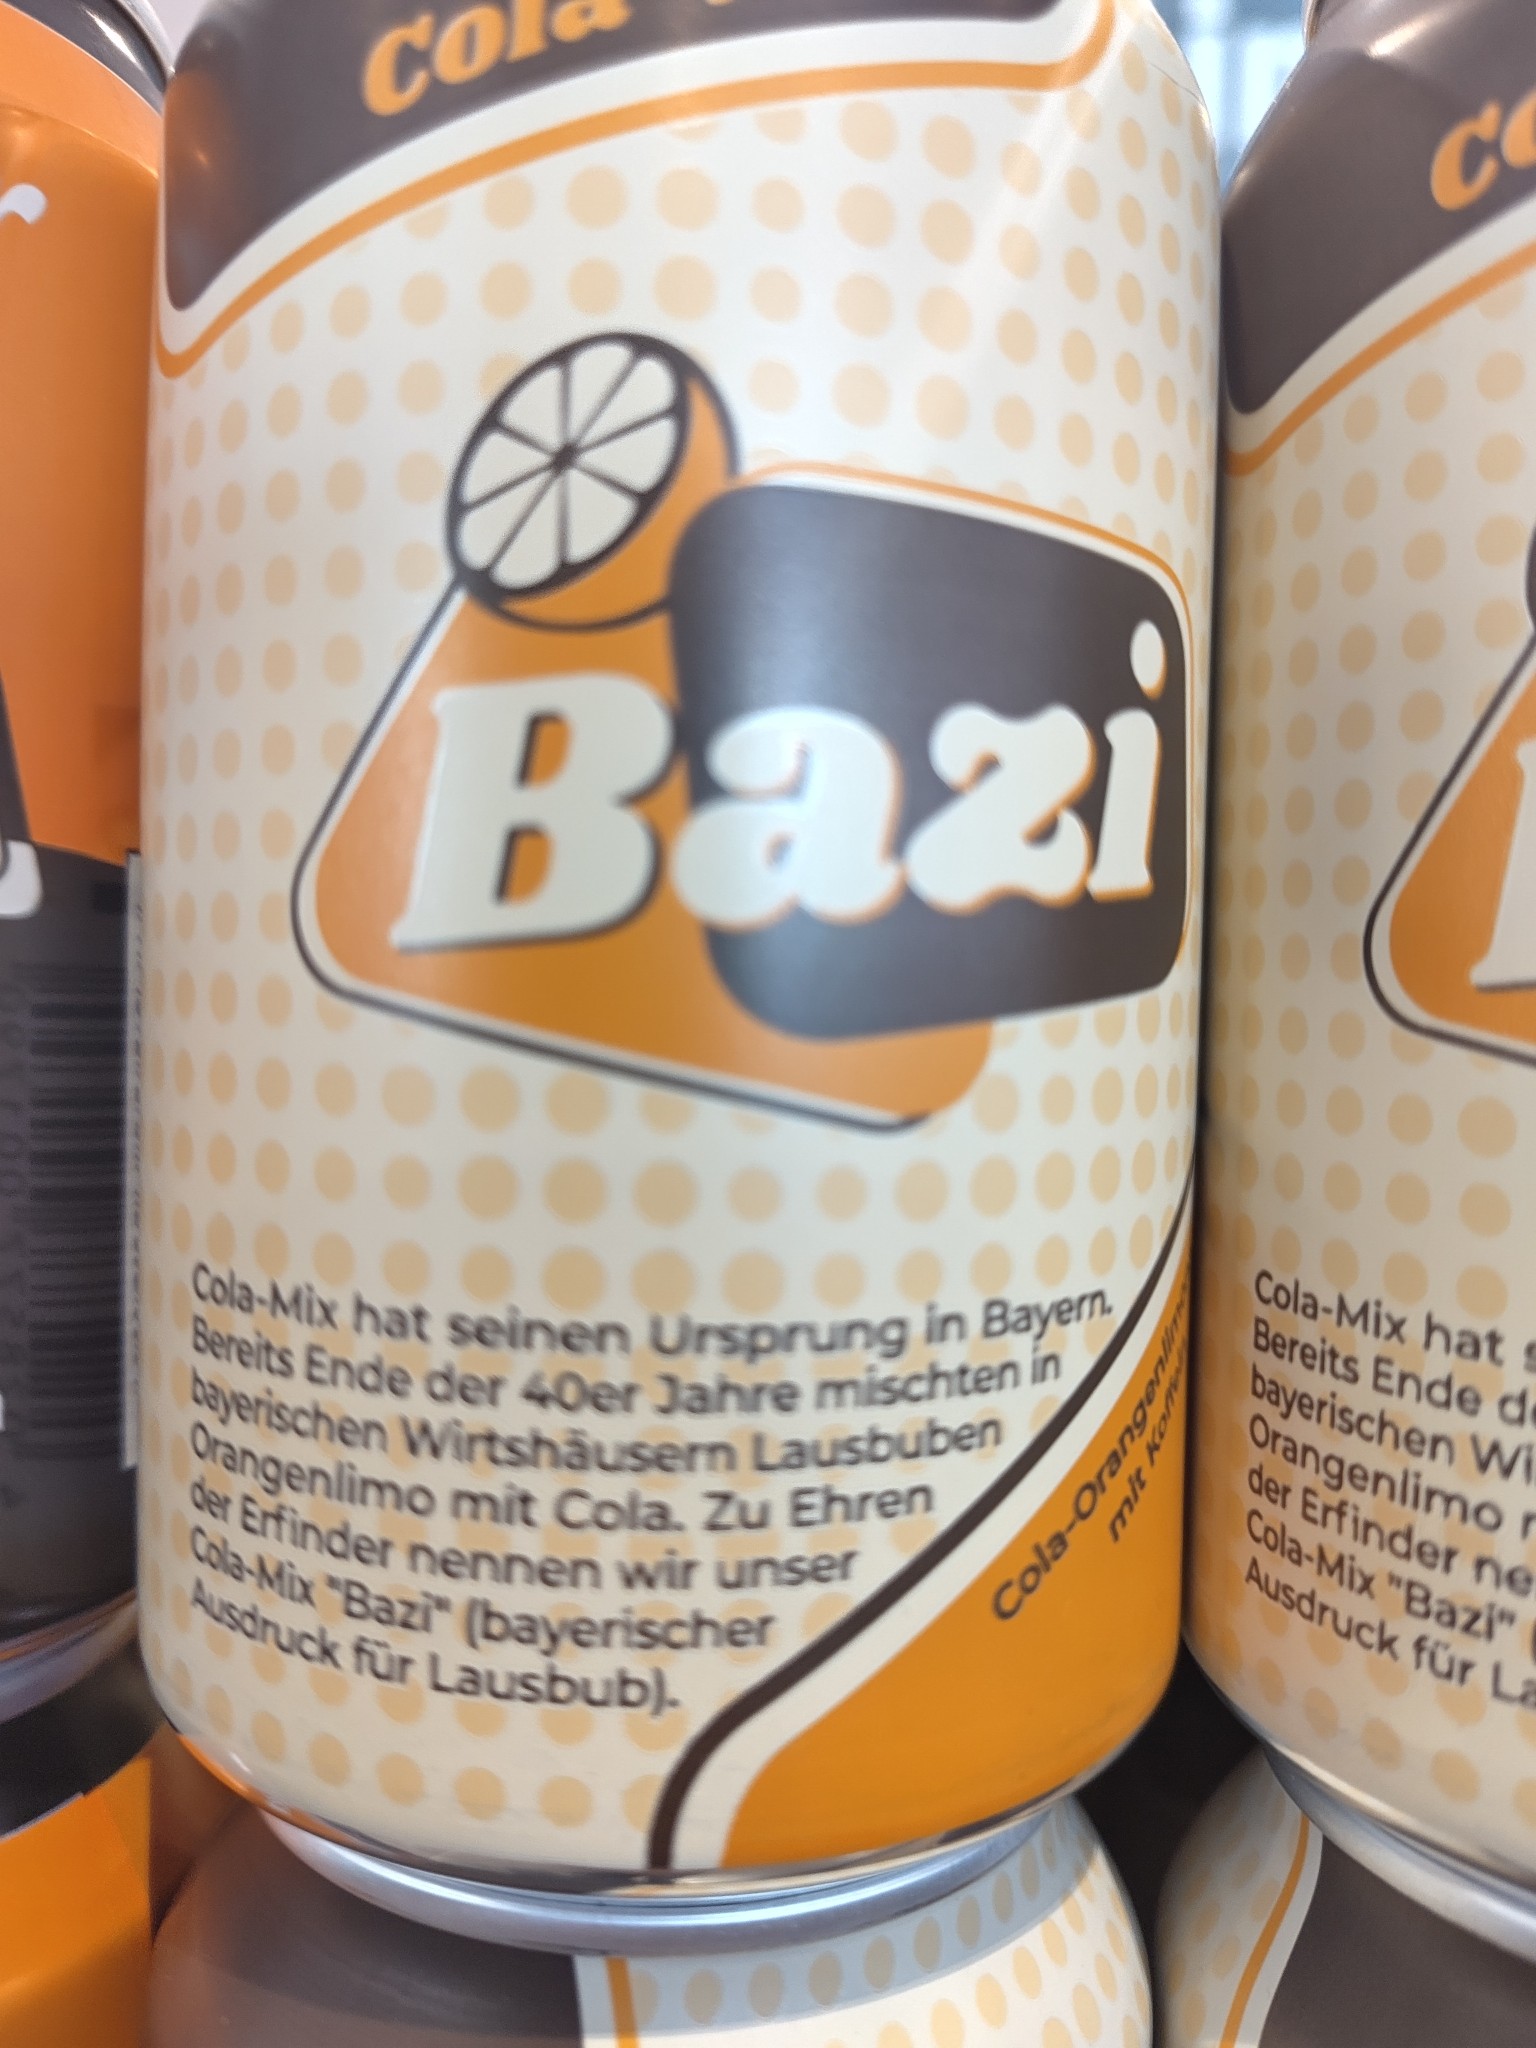 Cola
Bazi
Cola-Mix hat seinen Ursprung in Bayern.
Bereits Ende der 40er Jahre mischten in
bayerischen Wirtshäusern Lausbuben
Orangenlimo mit Cola. Zu Ehren
der Erfinder nennen wir unser
Cola-Mix "Bazi" (bayerischer
Ausdruck für Lausbub).
Cola-Orangenlimo
mit
Cola-Mix hat
Bereits Ende
bayerischen
Orangenlimo
der Erfinder
Cola-Mix "Bazi"
Ausdruck für